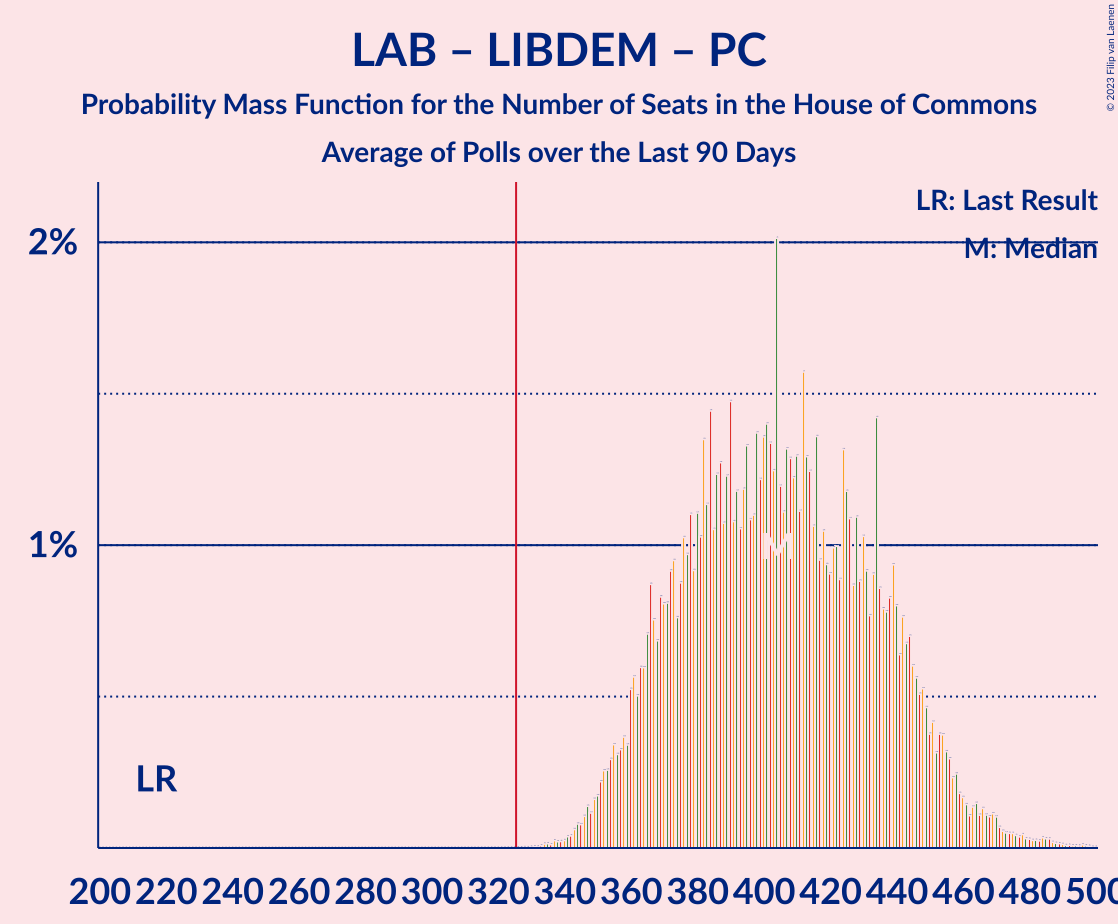 LAB – LIBDEM – PC
Probability Mass Function for the Number of Seats in the House of Commons
Average of Polls over the Last 90 Days
© 2023 Filip van Laenen
LR: Last Result
M: Median
2%
1%
M
LR
200 220 240 260 280 300 320 340 360 380 400 420 440 460 480 500